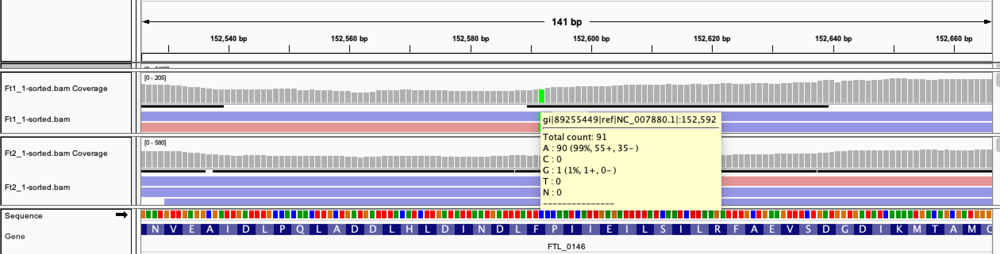 141 bp
152,540 bp 152,560 bp 152,580 bp 152,600 bp 152,620 bp 152,640 bp 152,660 bp
[0 - 205]
Ft1_1-sorted.bam Coverage
Ft1_1-sorted.bam
gi|89255449|ref|NC_007880.1|:152,592
Total count: 91
A : 90 (99%, 55+, 35- )
C : 0
G : 1 (1%, 1+, 0- )
T : 0
N : 0
---------------
[0 - 580]
Ft2_1-sorted.bam Coverage
Ft2_1-sorted.bam
Sequence
N V E A I D L P Q L A D D L H L D I N D L F P I I E I L S I L R F A E V S D G D I K M T A M
Gene
FTL_0146